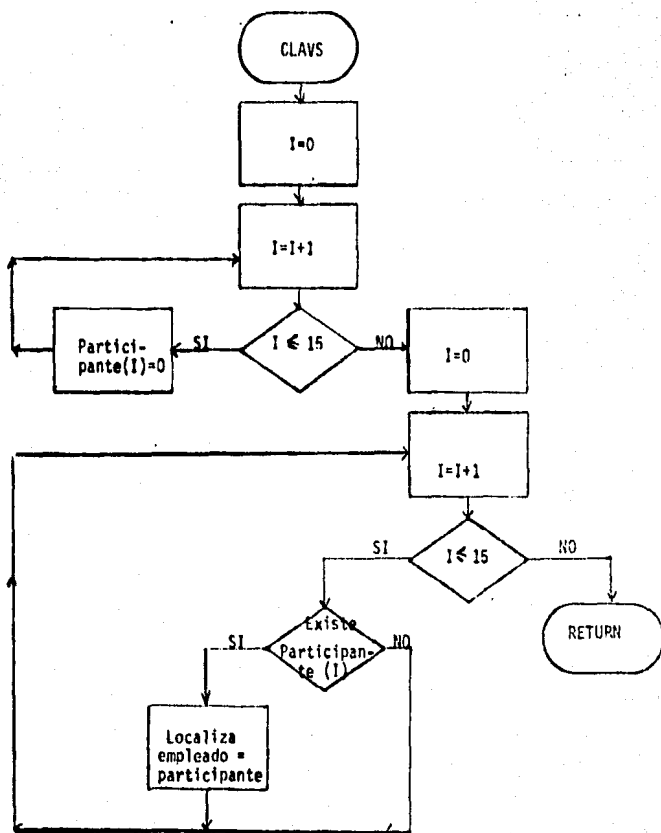 CLAVS
I=0
I=I+1
SI
I ≤ 15
NO
Partici-
pante(I)=0
I=0
I=I+1
SI
I ≤ 15
NO
SI
Existe
Participan-
te (I)
NO
RETURN
Localiza
empleado =
participante